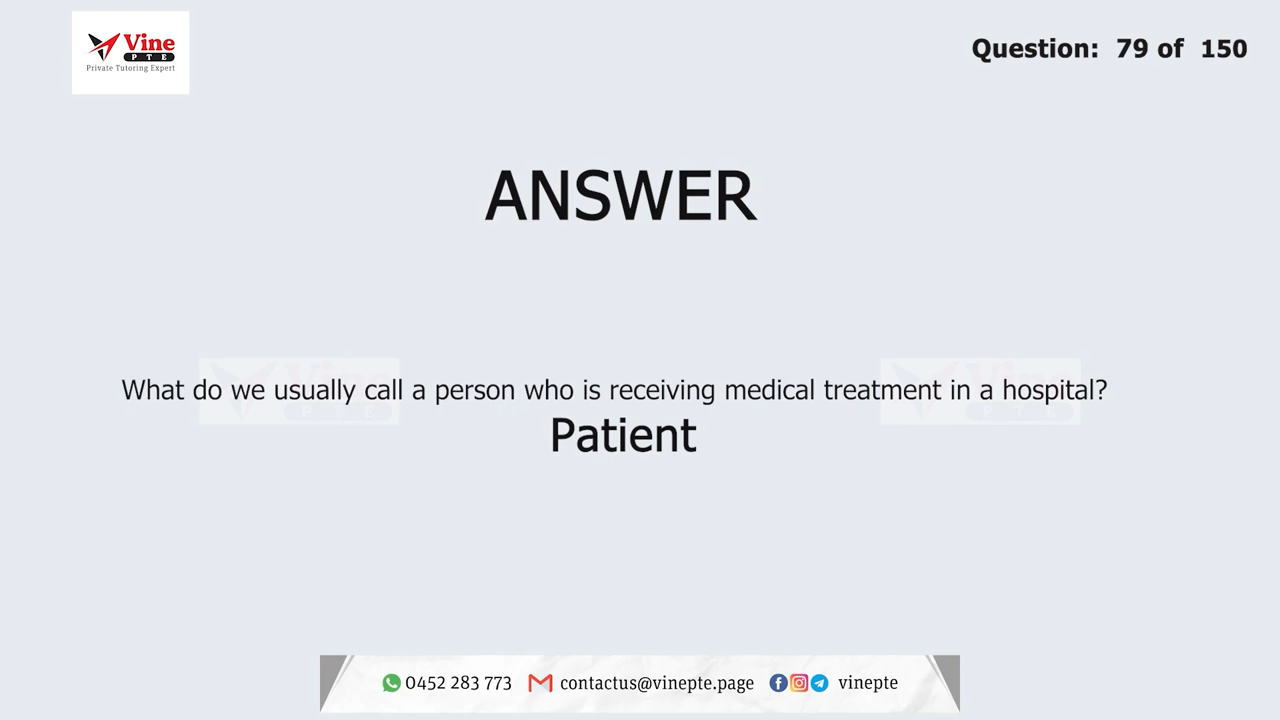 Vine
PTE
Private Tutoring Expert
Question: 79 of 150
ANSWER
What do we usually call a person who is receiving medical treatment in a hospital?
Patient
0452 283 773 contactus@vinepte.page vinepte